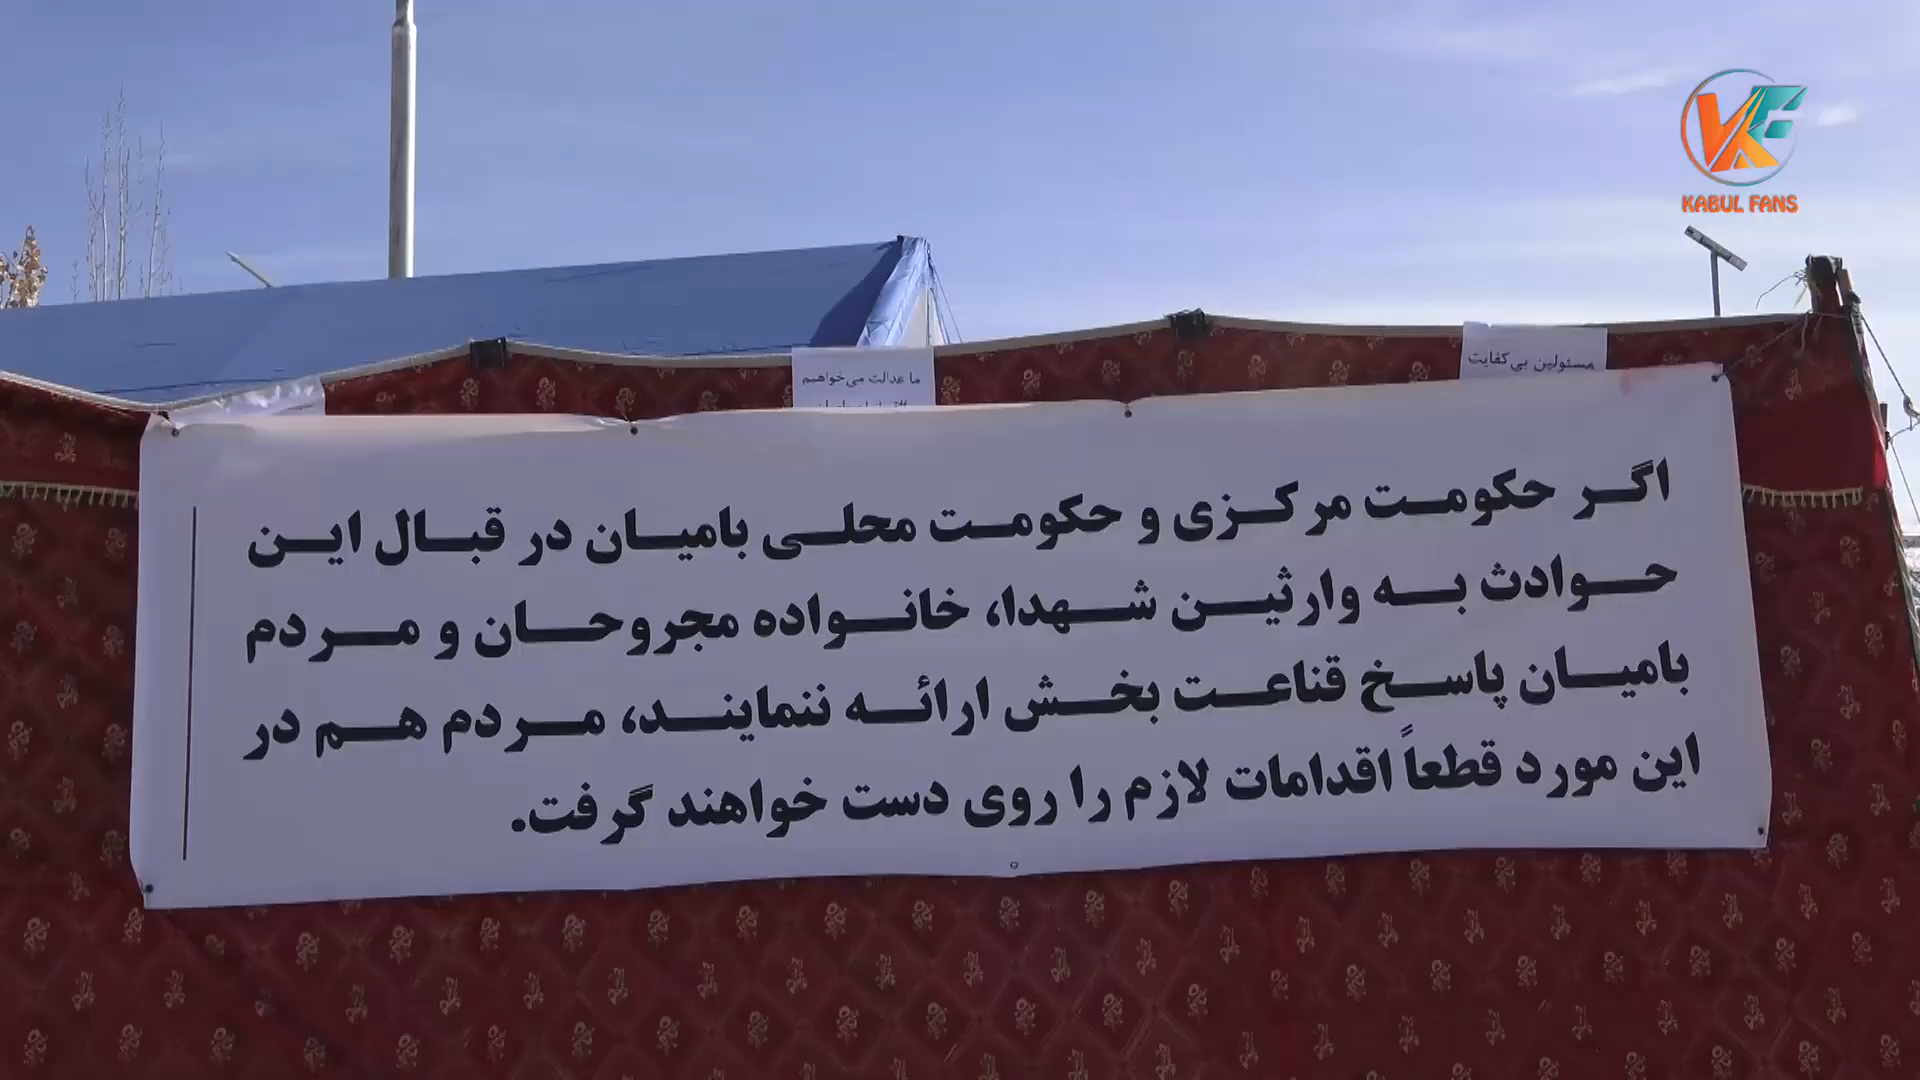 KABUL FANS
مسئولین بی کفایت
ما عدالت می‌خواهیم
اگر حکومت مرکزی و حکومت محلی بامیان در قبال این
حوادث به وارثین شهدا، خانواده مجروحان و مردم
بامیان پاسخ قناعت بخش ارائه ننمایند، مردم هم در
این مورد قطعاً اقدامات لازم را روی دست خواهند گرفت.